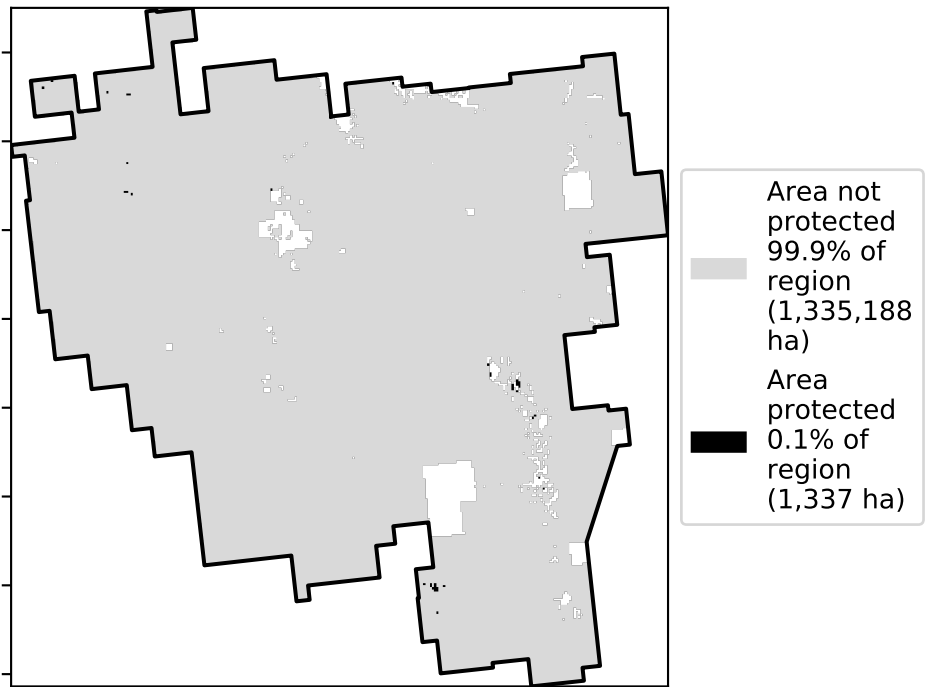 Area not
protected
99.9% of
region
(1,335,188
ha)
Area
protected
0.1% of
region
(1,337 ha)